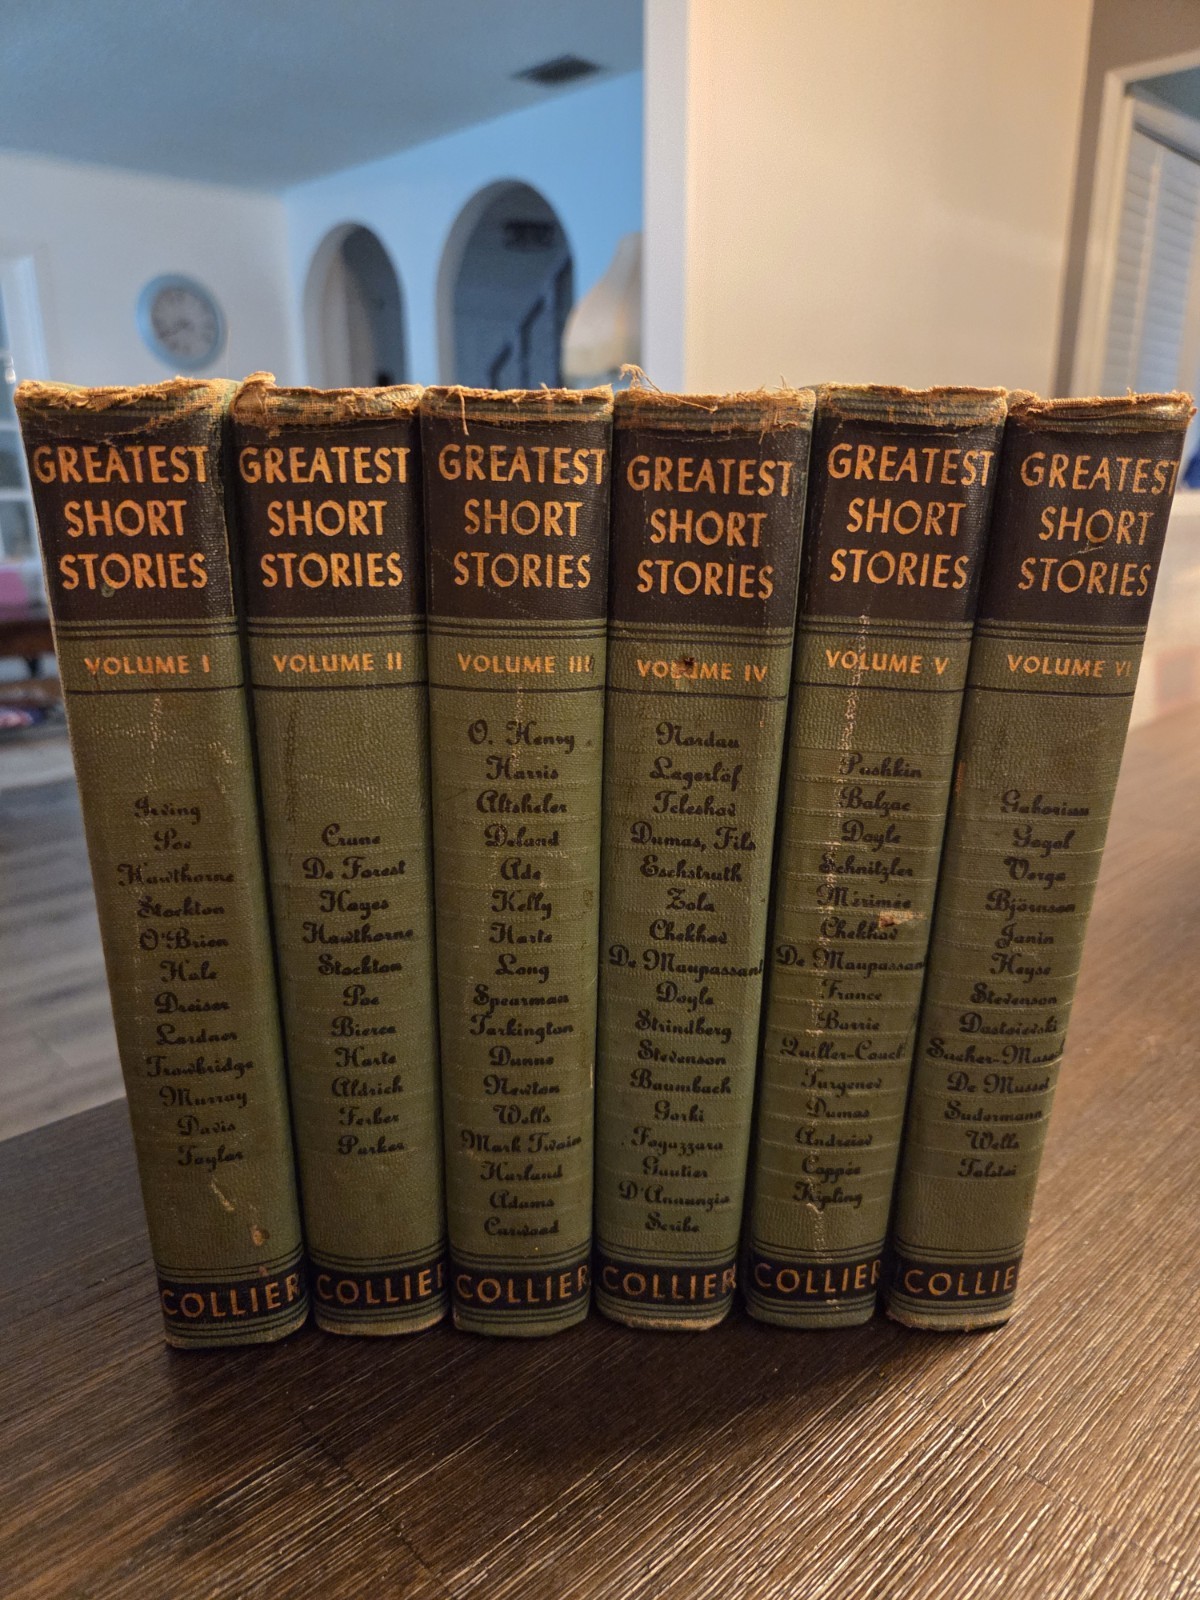 GREATEST
SHORT
STORIES
VOLUME I
Irving
Poe
Hawthorne
Stockton
O'Brien
Hale
Dreiser
Lardner
Trowbridge
Murray
Davis
Taylor
COLLIER
GREATEST
SHORT
STORIES
VOLUME II
Crane
De Forest
Hayes
Hawthorne
Stockton
Poe
Bierce
Harte
Aldrich
Ferber
Parker
COLLIER
GREATEST
SHORT
STORIES
VOLUME III
O. Henry
Harris
Altsheler
Deland
Ade
Kelly
Harte
Long
Spearman
Tarkington
Dunne
Newton
Wells
Mark Twain
Harland
Adams
Carwood
COLLIER
GREATEST
SHORT
STORIES
VOLUME IV
Nordau
Lagerlöf
Teleshov
Dumas, Fils
Eschstruth
Zola
Chekhov
De Maupassant
Doyle
Strindberg
Stevenson
Baumbach
Gorki
Fogazzaro
Gautier
D'Annunzio
Scribe
COLLIER
GREATEST
SHORT
STORIES
VOLUME V
Pushkin
Balzac
Doyle
Schnitzler
Mérimée
Chekhov
De Maupassan
France
Barrie
Quiller-Couch
Turgenev
Dumas
Andreiev
Coppée
Kipling
COLLIER
GREATEST
SHORT
STORIES
VOLUME VI
Gaboriau
Gogol
Verga
Björnson
Janin
Heyse
Stevenson
Dostoievski
Sacher-Masoch
De Musset
Sudermann
Wells
Tolstoi
COLLIE